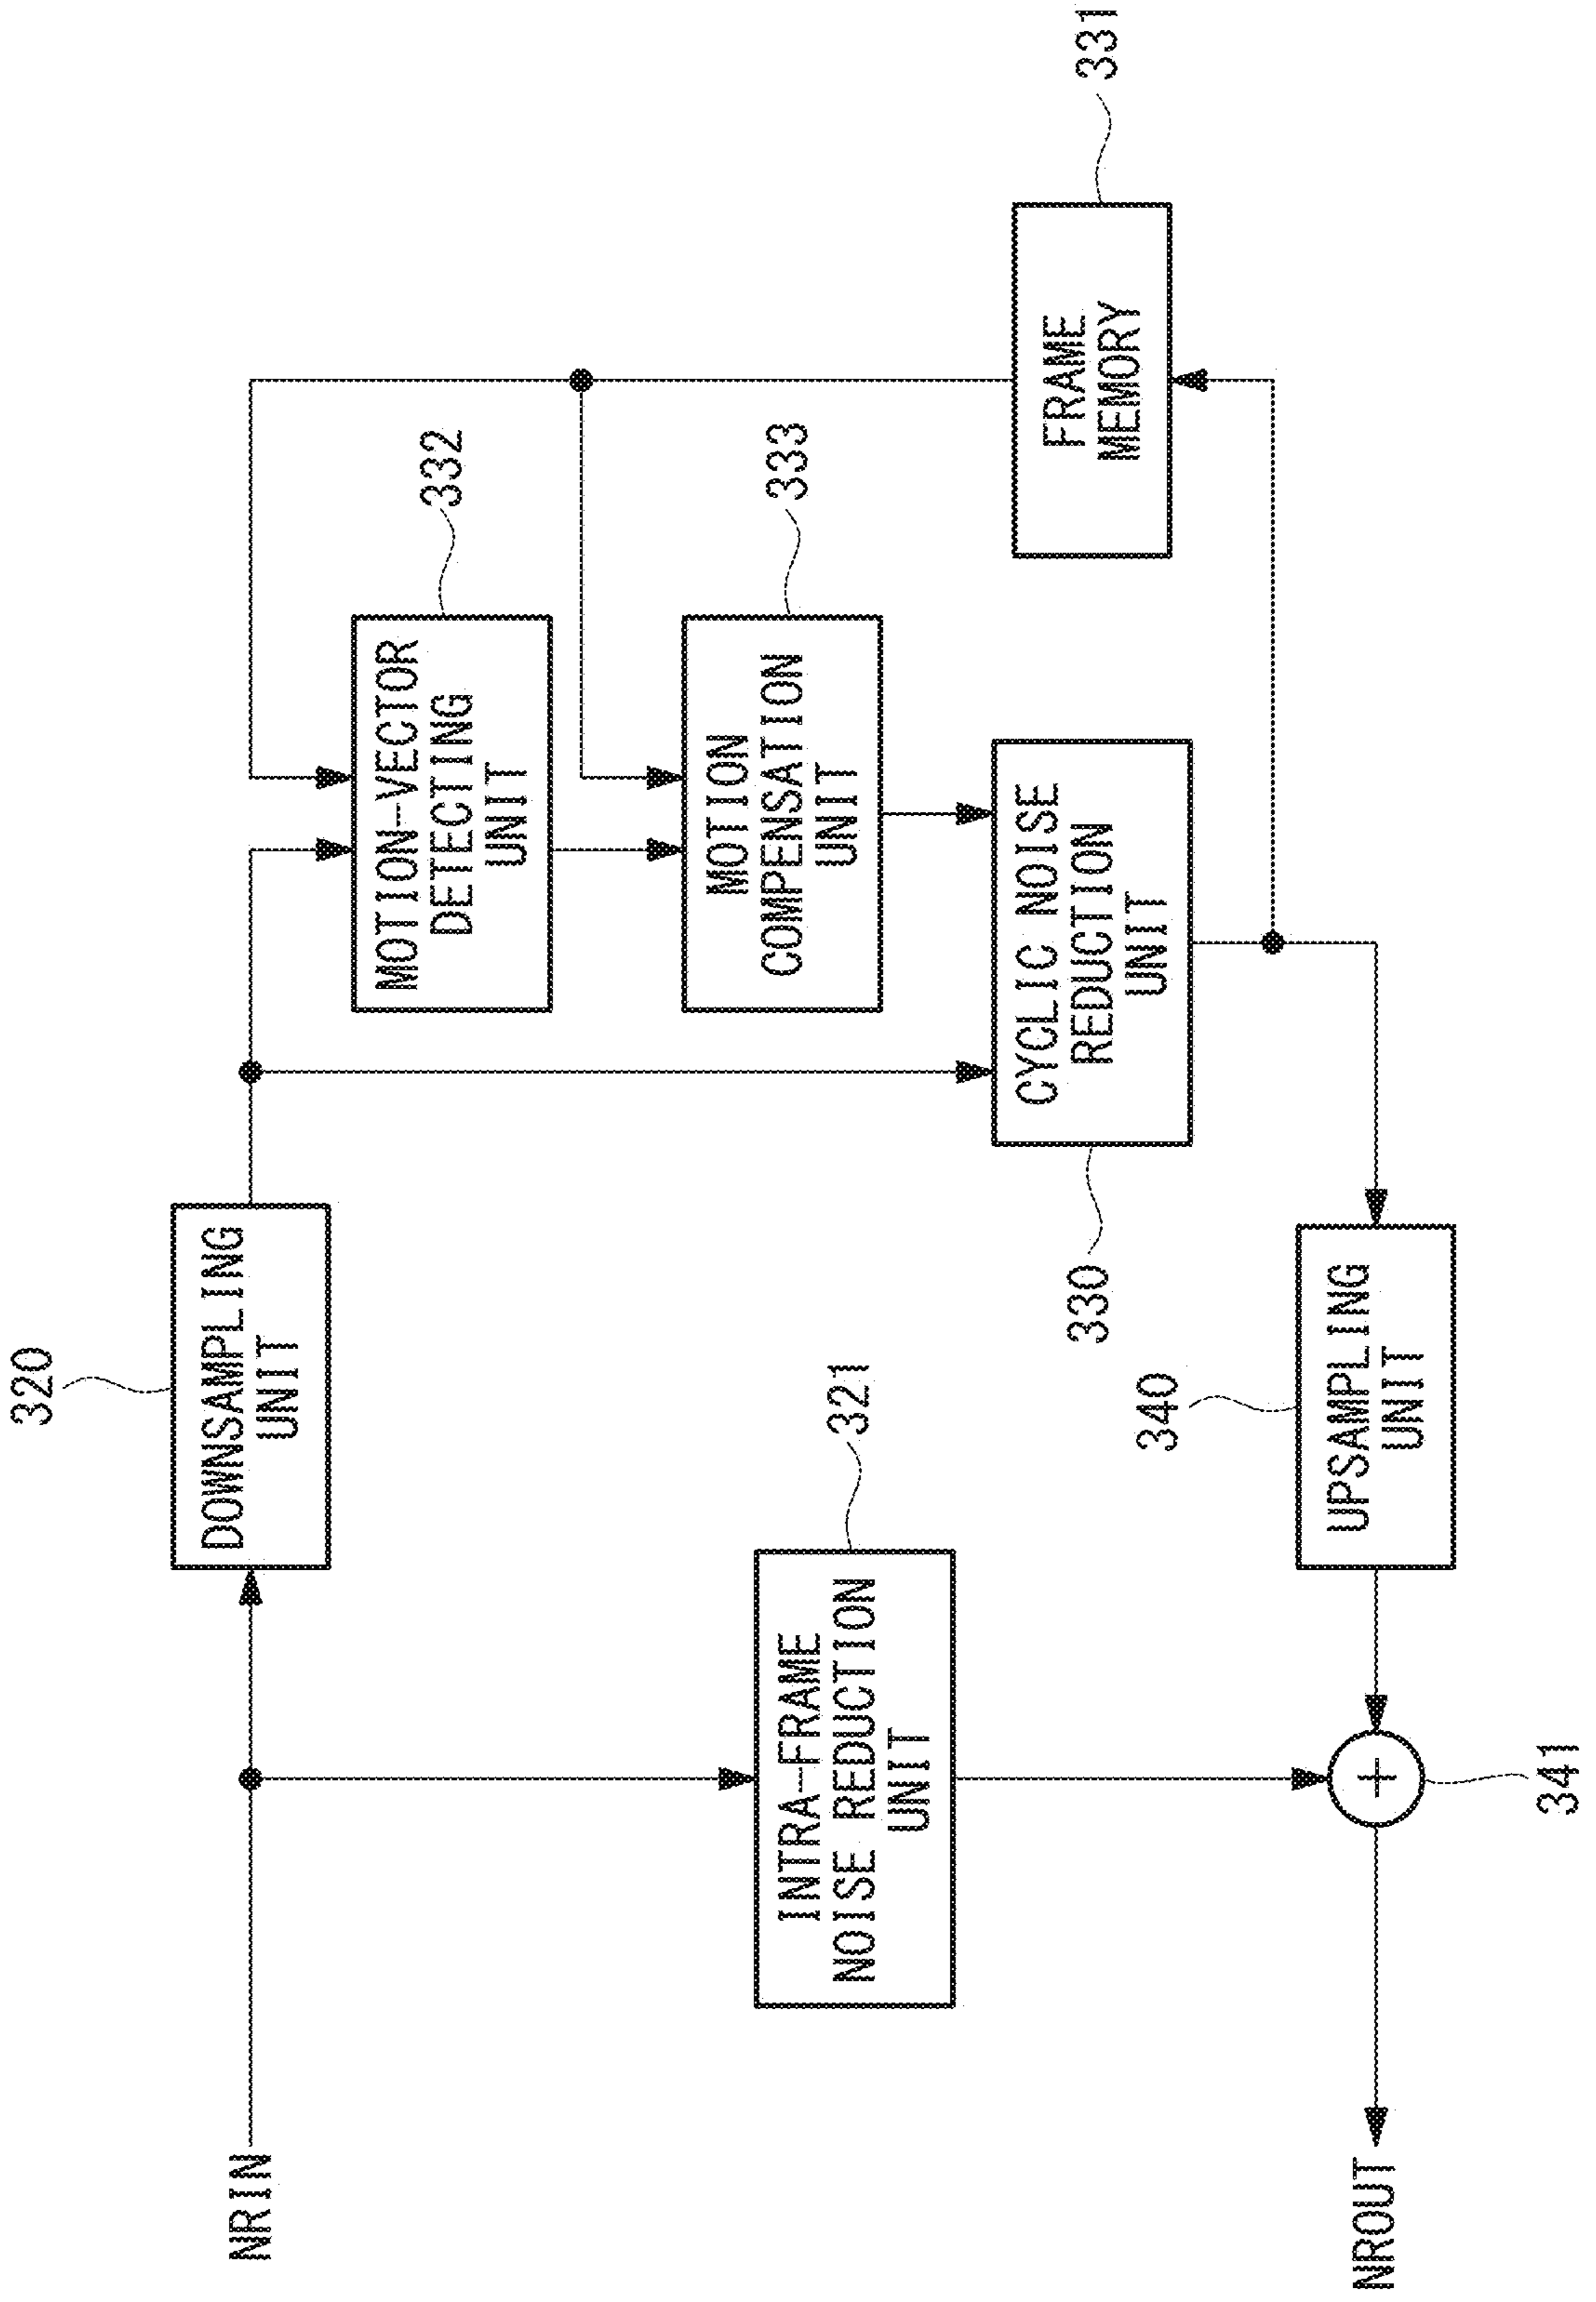 320
DOWNSAMPLING
UNIT
NRIN
MOTION-VECTOR
DETECTING
UNIT
332
MOTION
COMPENSATION
UNIT
333
INTRA-FRAME
NOISE REDUCTION
UNIT
321
CYCLIC NOISE
REDUCTION
UNIT
330
FRAME
MEMORY
331
340
UPSAMPLING
UNIT
+
341
NROUT